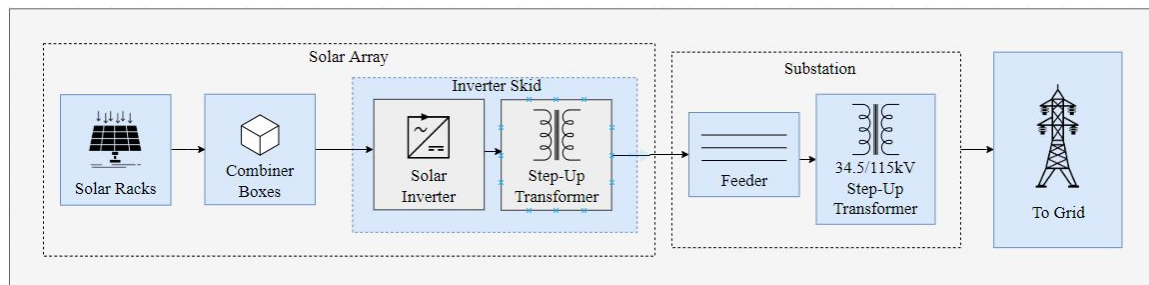 Solar Array
Inverter Skid
Substation
Solar Racks
Combiner
Boxes
Solar
Inverter
Step-Up
Transformer
Feeder
34.5/115kV
Step-Up
Transformer
To Grid